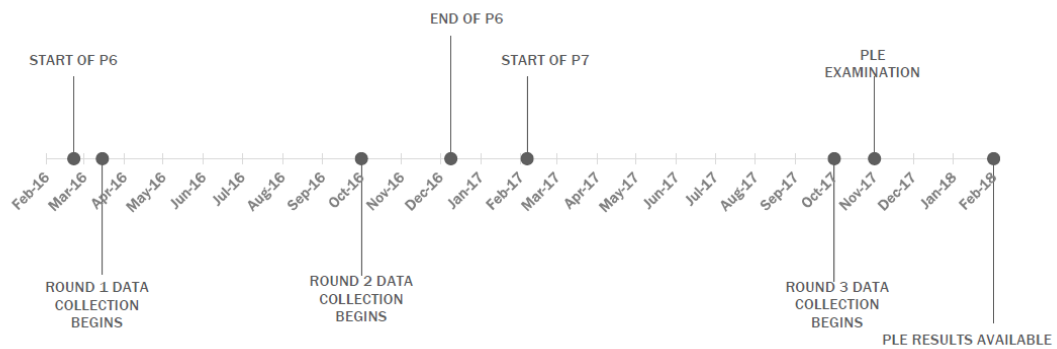 END OF P6
START OF P6
START OF P7
PLE
EXAMINATION
Feb-16
Mar-16
Apr-16
May-16
Jun-16
Jul-16
Aug-16
Sep-16
Oct-16
Nov-16
Dec-16
Jan-17
Feb-17
Mar-17
Apr-17
May-17
Jun-17
Jul-17
Aug-17
Sep-17
Oct-17
Nov-17
Dec-17
Jan-18
Feb-18
ROUND 1 DATA
COLLECTION
BEGINS
ROUND 2 DATA
COLLECTION
BEGINS
ROUND 3 DATA
COLLECTION
BEGINS
PLE RESULTS AVAILABLE